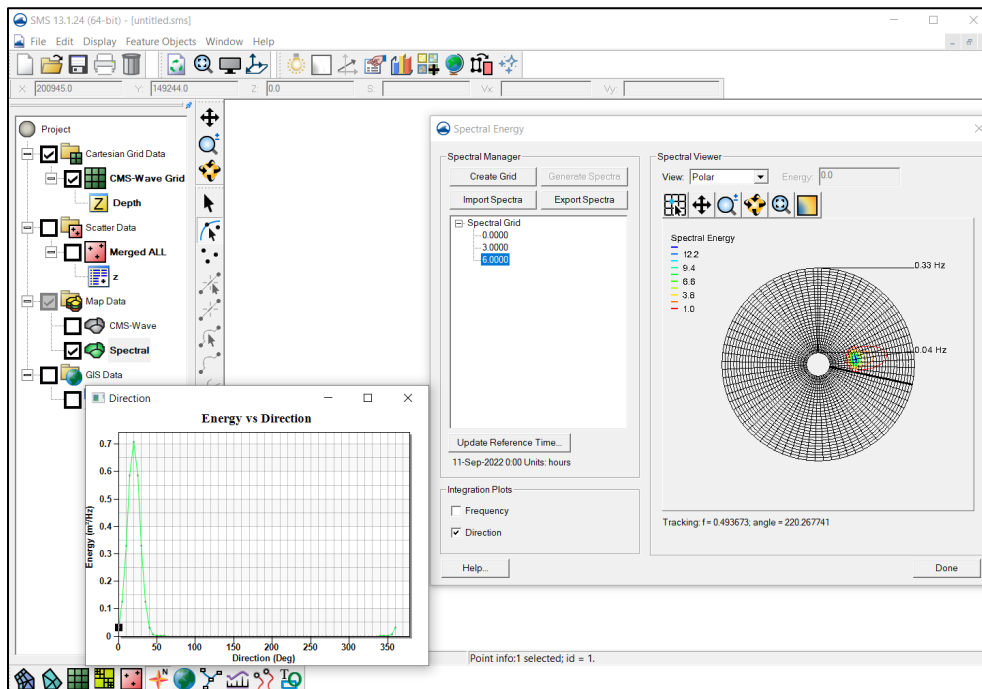 SMS 13.1.24 (64-bit) - [untitled.sms]
File Edit Display Feature Objects Window Help
X: 200945.0 Y: 149244.0 Z: 0.0 S: Vx: Vy:
Project
Cartesian Grid Data
CMS-Wave Grid
Z Depth
Scatter Data
Merged ALL
z
Map Data
CMS-Wave
Spectral
GIS Data
Spectral Energy
Spectral Manager
Create Grid Generate Spectra
Import Spectra Export Spectra
Spectral Grid
0.0000
3.0000
6.0000
Update Reference Time...
11-Sep-2022 0:00 Units: hours
Integration Plots
Frequency
Direction
Help...
Spectral Viewer
View: Polar Energy: 0.0
Spectral Energy
12.2
9.4
6.6
3.8
1.0
0.33 Hz
0.04 Hz
Tracking: f = 0.493673; angle = 220.267741
Done
Direction
Energy vs Direction
Energy (m²/Hz)
0.7
0.6
0.5
0.4
0.3
0.2
0.1
0
0 50 100 150 200 250 300 350
Direction (Deg)
Point info:1 selected; id = 1.